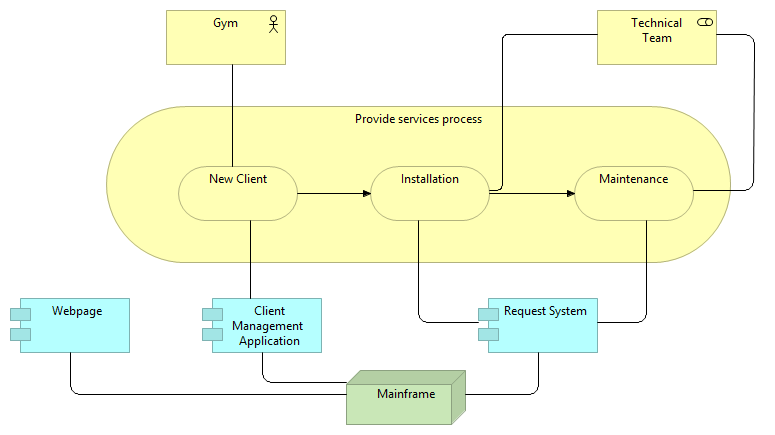 Gym
Technical
Team
Provide services process
New Client
Installation
Maintenance
Webpage
Client
Management
Application
Request System
Mainframe